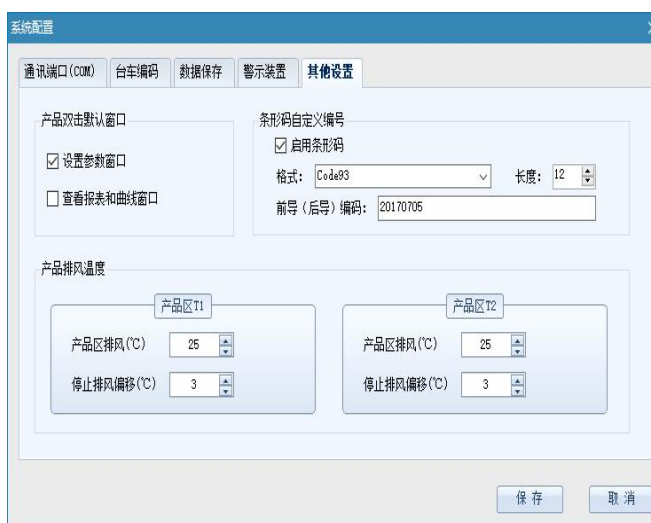 系统配置
通讯端口(COM) 台车编码 数据保存 警示装置 其他设置
产品双击默认窗口
设置参数窗口
查看报表和曲线窗口
条形码自定义编号
启用条形码
格式: Code93 长度: 12
前导(后导)编码: 20170705
产品排风温度
产品区T1
产品区排风(℃) 25
停止排风偏移(℃) 3
产品区T2
产品区排风(℃) 25
停止排风偏移(℃) 3
保存 取消